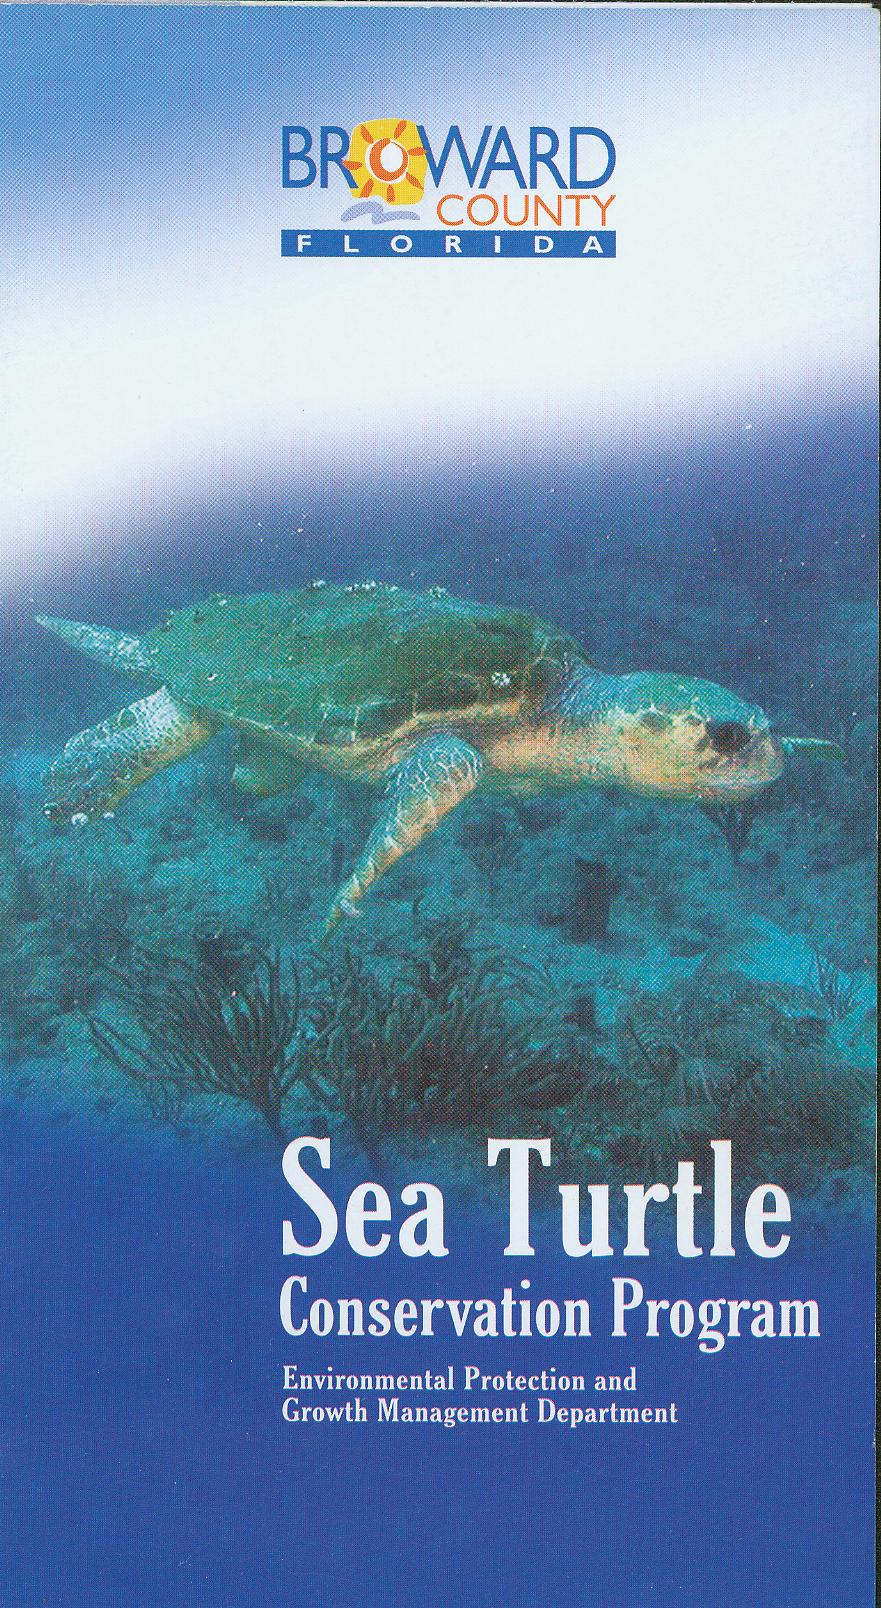 BROWARD
COUNTY
FLORIDA
Sea Turtle
Conservation Program
Environmental Protection and
Growth Management Department